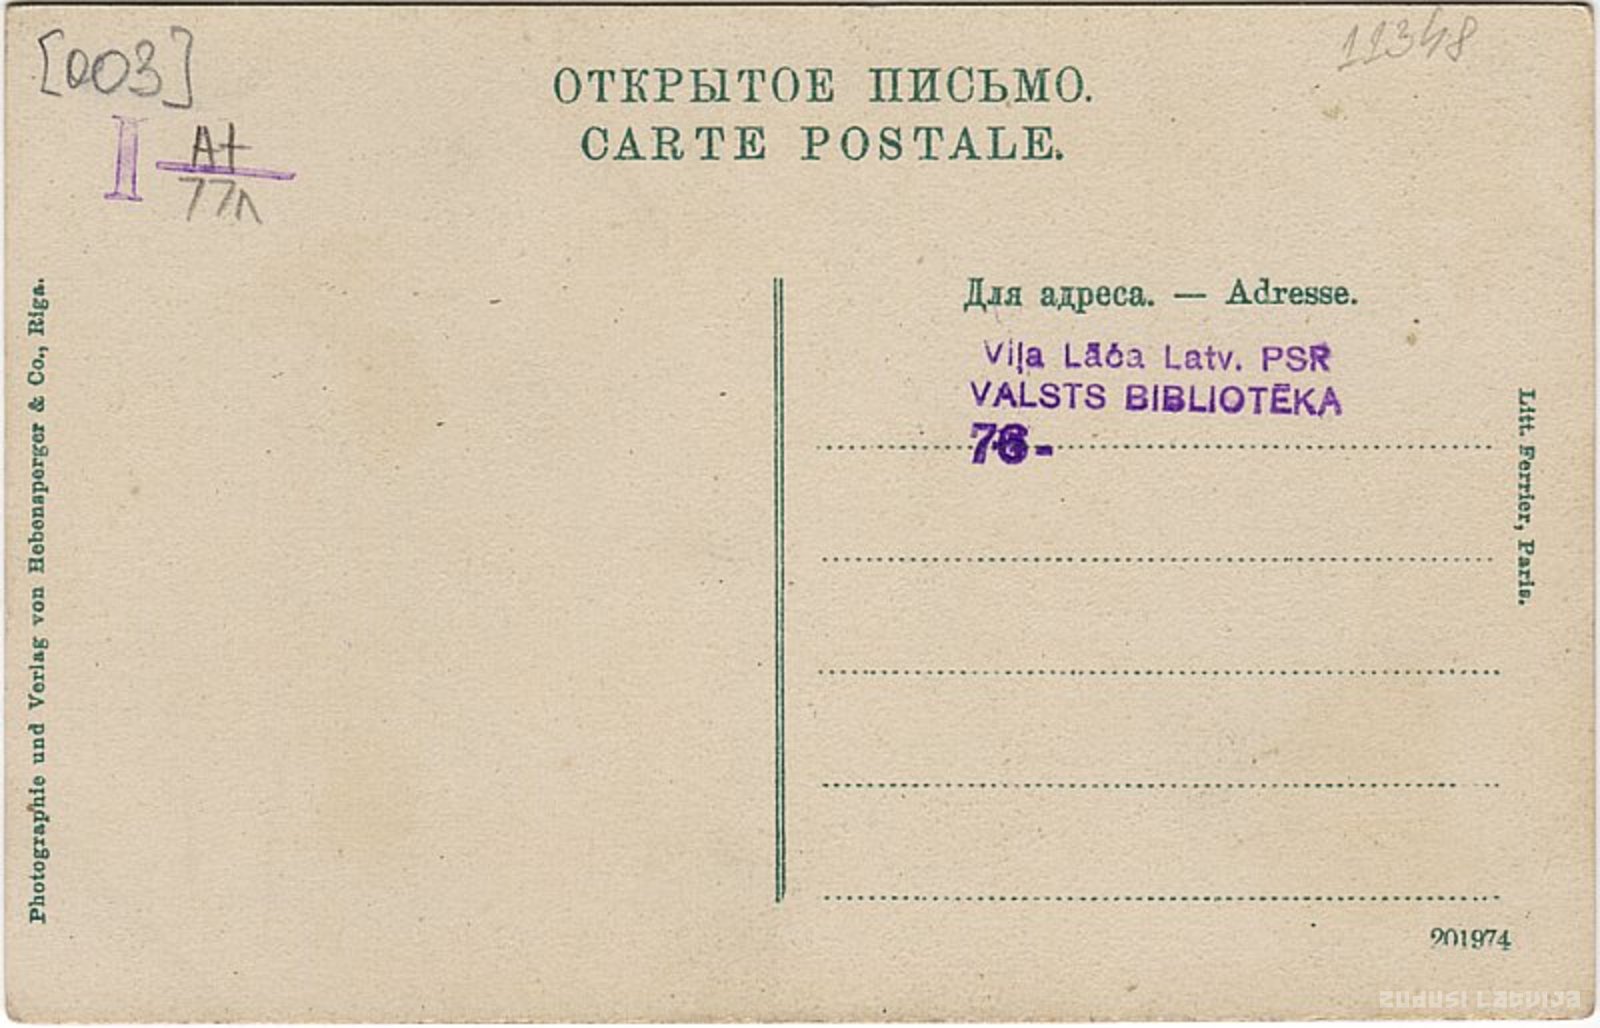 [003]
11348
ОТКРЫТОЕ ПИСЬМО.
CARTE POSTALE.
I A+
77л
Для адреса. — Adresse.
Viļa Lāča Latv. PSR
VALSTS BIBLIOTĒKA
76-
Photographie und Verlag von Hebensperger & Co., Riga.
Litt. Ferrier, Paris.
201974
zudusi Latvija